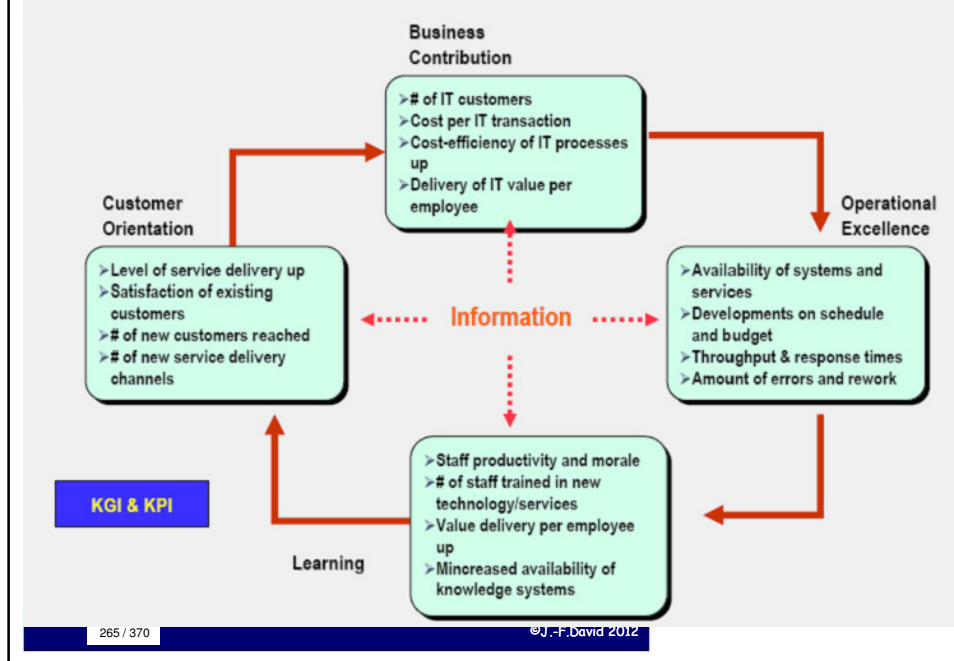 Business
Contribution
➢# of IT customers
➢Cost per IT transaction
➢Cost-efficiency of IT processes
up
➢Delivery of IT value per
employee
Customer
Orientation
➢Level of service delivery up
➢Satisfaction of existing
customers
➢# of new customers reached
➢# of new service delivery
channels
Information
Operational
Excellence
➢Availability of systems and
services
➢Developments on schedule
and budget
➢Throughput & response times
➢Amount of errors and rework
➢Staff productivity and morale
➢# of staff trained in new
technology/services
➢Value delivery per employee
up
➢Mincreased availability of
knowledge systems
KGI & KPI
Learning
265 / 370
©J.-F.David 2012